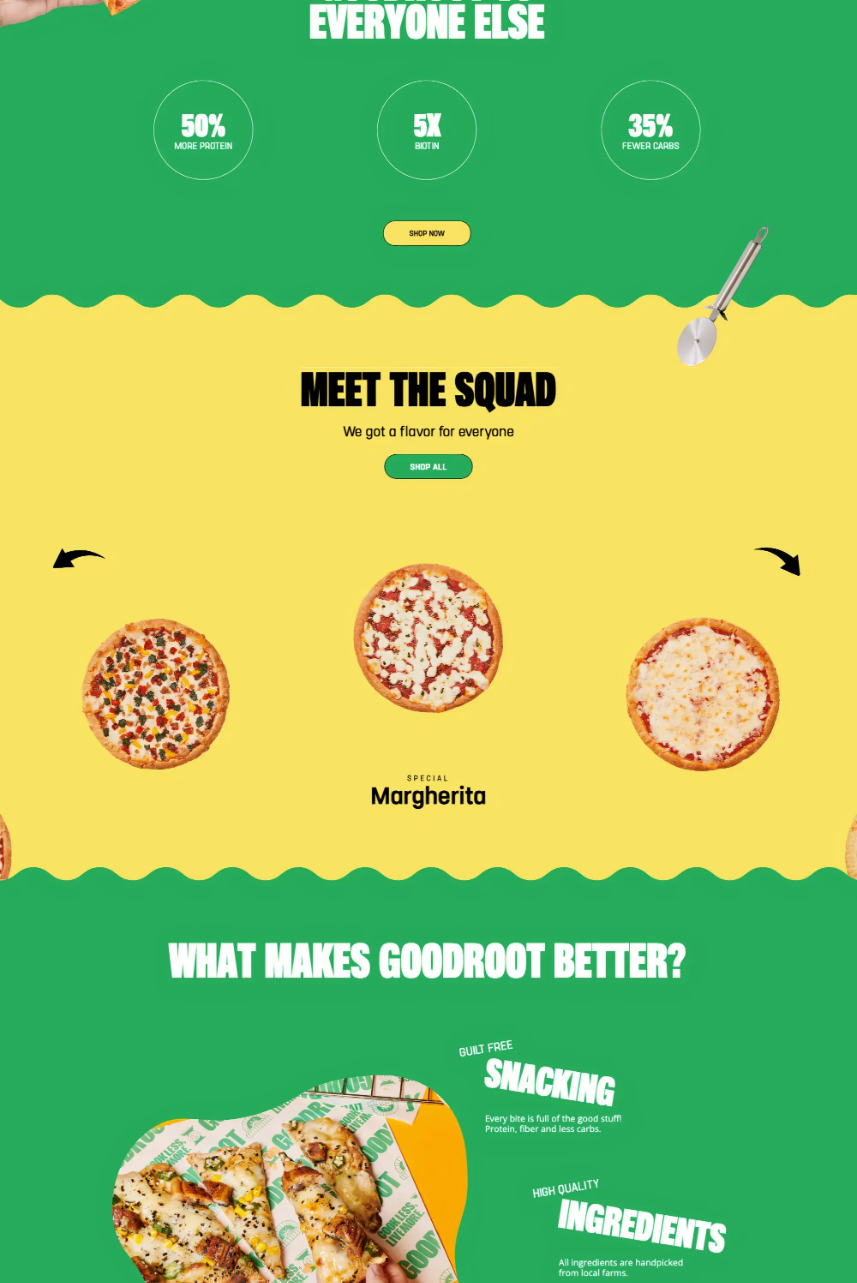 EVERYONE ELSE
50%
MORE PROTEIN
5X
BIOTIN
35%
FEWER CARBS
SHOP NOW
MEET THE SQUAD
We got a flavor for everyone
SHOP ALL
SPECIAL
Margherita
WHAT MAKES GOODROOT BETTER?
GUILT FREE
SNACKING
Every bite is full of the good stuff!
Protein, fiber and less carbs.
HIGH QUALITY
INGREDIENTS
All ingredients are handpicked
from local farms.